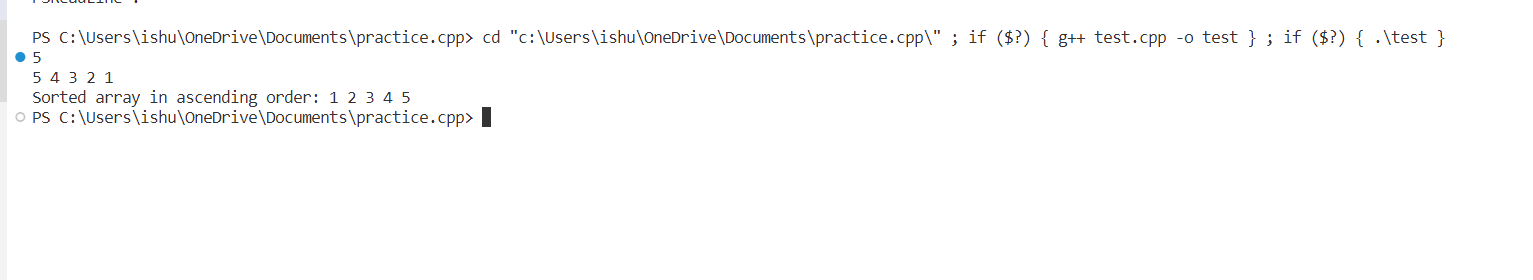 PS C:\Users\ishu\OneDrive\Documents\practice.cpp> cd "c:\Users\ishu\OneDrive\Documents\practice.cpp\" ; if ($?) { g++ test.cpp -o test } ; if ($?) { .\test }
5
5 4 3 2 1
Sorted array in ascending order: 1 2 3 4 5
PS C:\Users\ishu\OneDrive\Documents\practice.cpp>